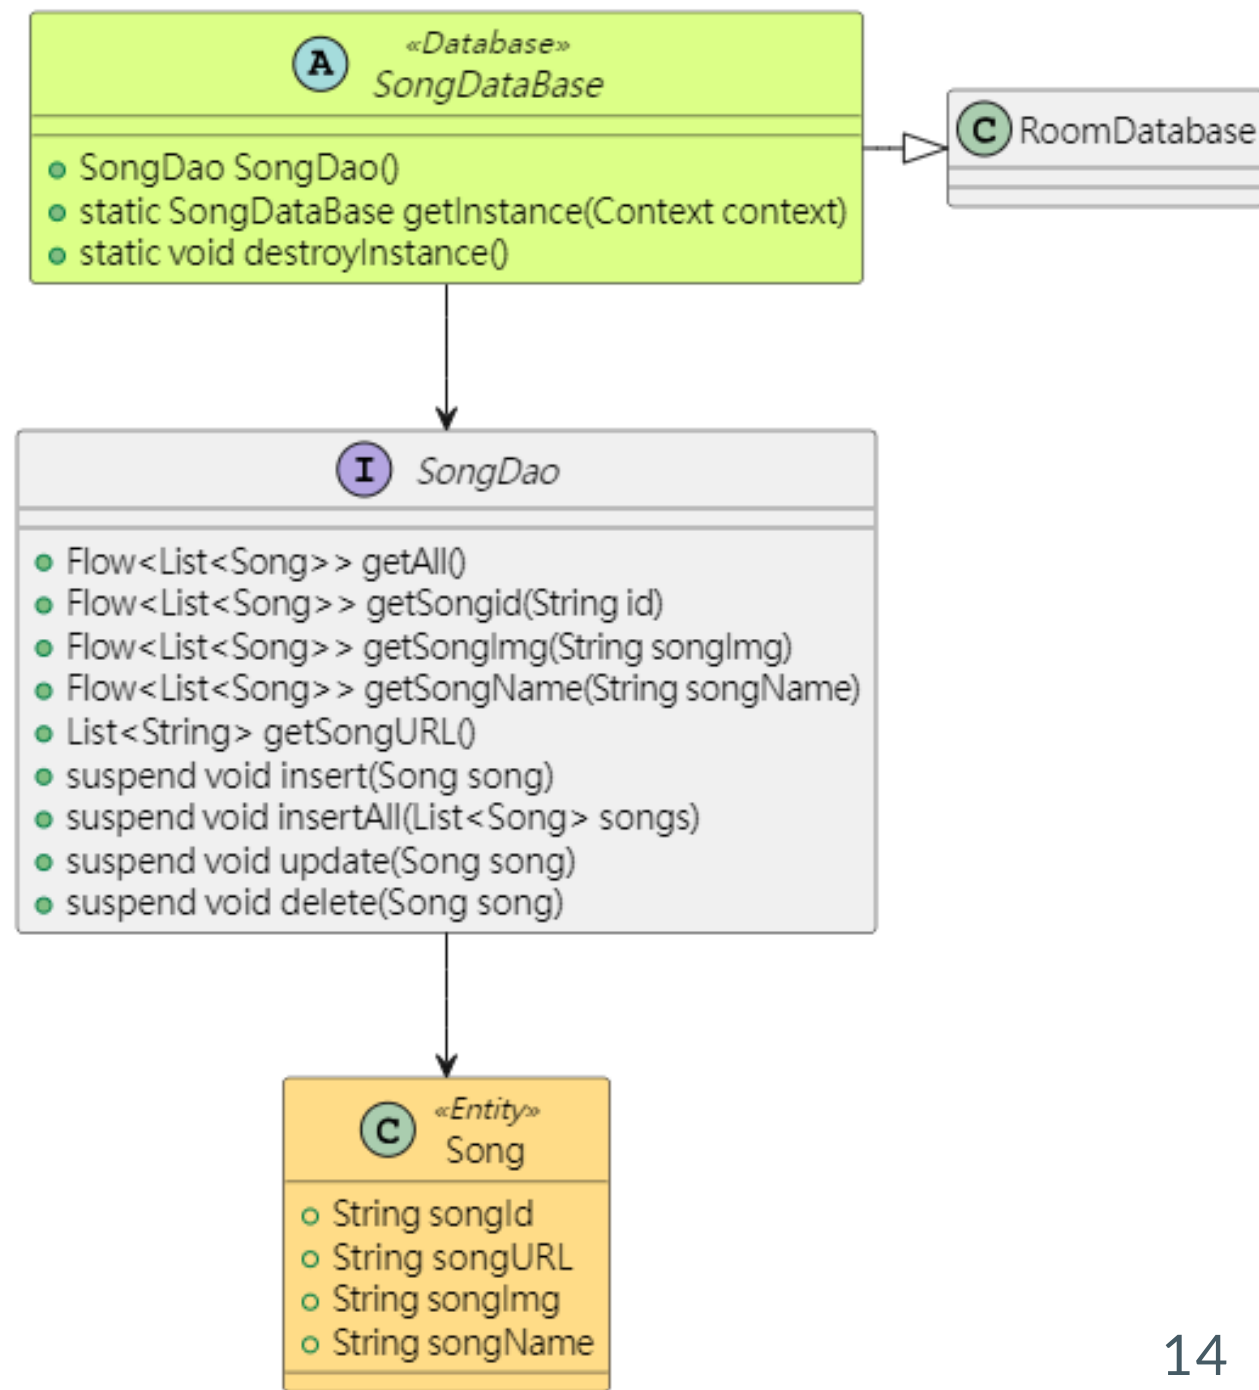 A «Database»
SongDataBase
SongDao SongDao()
static SongDataBase getInstance(Context context)
static void destroyInstance()
C RoomDatabase
I SongDao
Flow<List<Song>> getAll()
Flow<List<Song>> getSongid(String id)
Flow<List<Song>> getSongImg(String songImg)
Flow<List<Song>> getSongName(String songName)
List<String> getSongURL()
suspend void insert(Song song)
suspend void insertAll(List<Song> songs)
suspend void update(Song song)
suspend void delete(Song song)
C «Entity»
Song
String songId
String songURL
String songImg
String songName
14